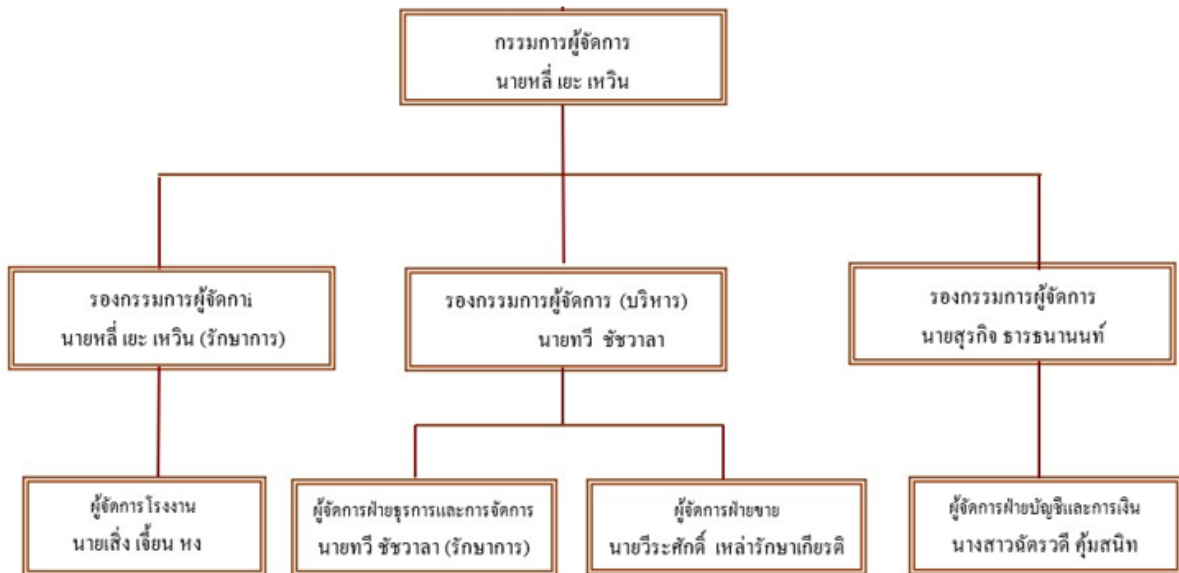 กรรมการผู้จัดการ
นายหลี่ เยะ เหวิน
รองกรรมการผู้จัดกาi
นายหลี่ เยะ เหวิน (รักษาการ)
รองกรรมการผู้จัดการ (บริหาร)
นายทวี ชัชวาลา
รองกรรมการผู้จัดการ
นายสุรกิจ ธารธนานนท์
ผู้จัดการโรงงาน
นายเสิ่ง เจี้ยน หง
ผู้จัดการฝ่ายธุรการและการจัดการ
นายทวี ชัชวาลา (รักษาการ)
ผู้จัดการฝ่ายขาย
นายวีระศักดิ์ เหล่ารักษาเกียรติ
ผู้จัดการฝ่ายบัญชีและการเงิน
นางสาวฉัตรวดี คุ้มสนิท